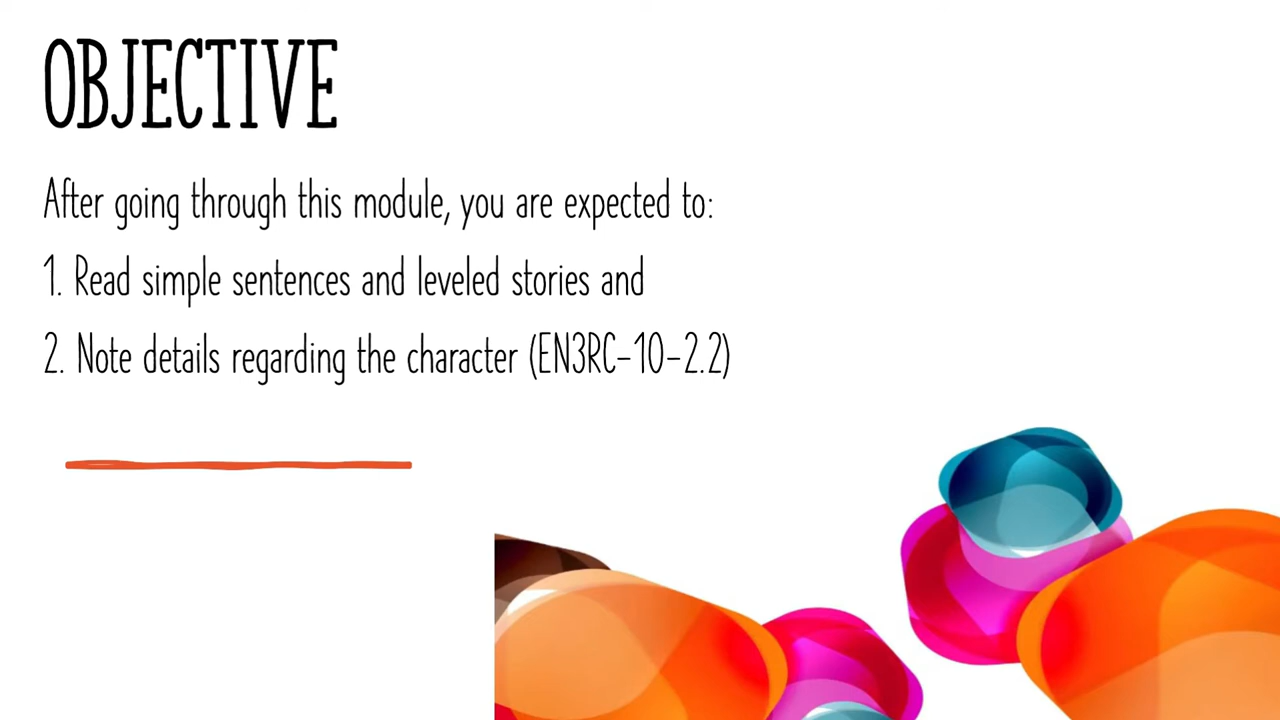 OBJECTIVE
After going through this module, you are expected to:
1. Read simple sentences and leveled stories and
2. Note details regarding the character (EN3RC-10-2.2)